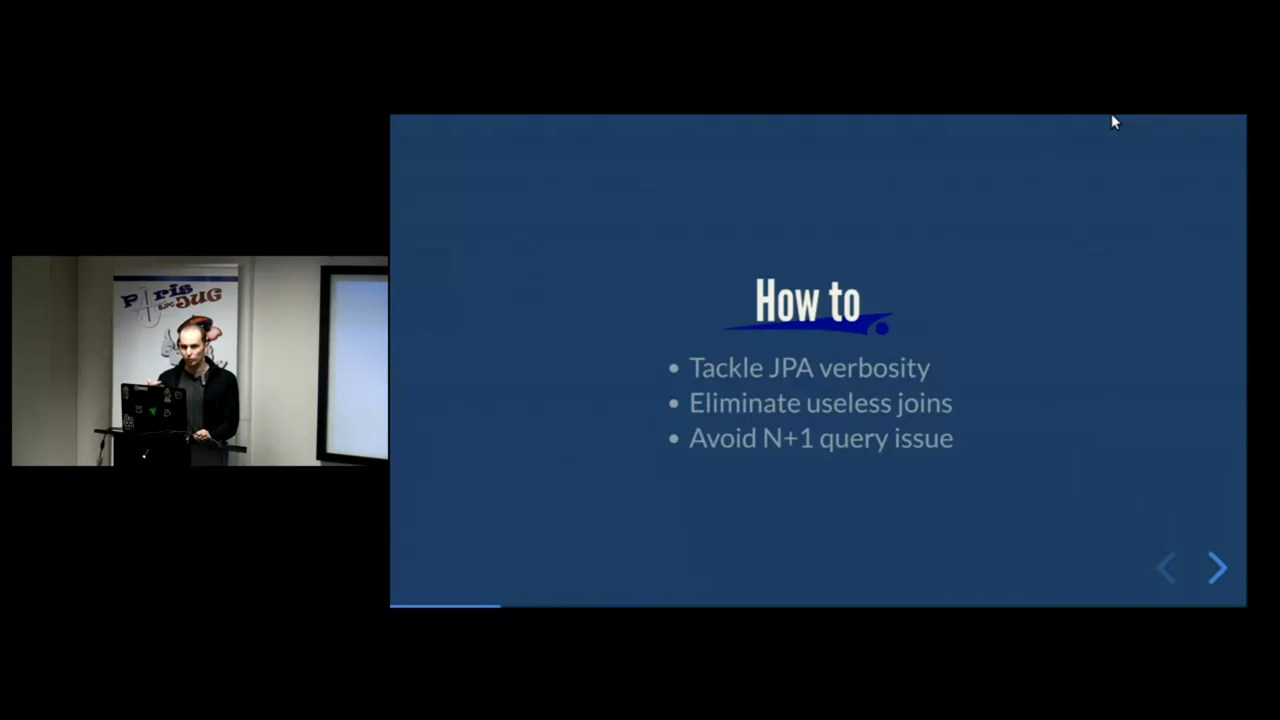 Paris
JUG
How to
Tackle JPA verbosity
Eliminate useless joins
Avoid N+1 query issue